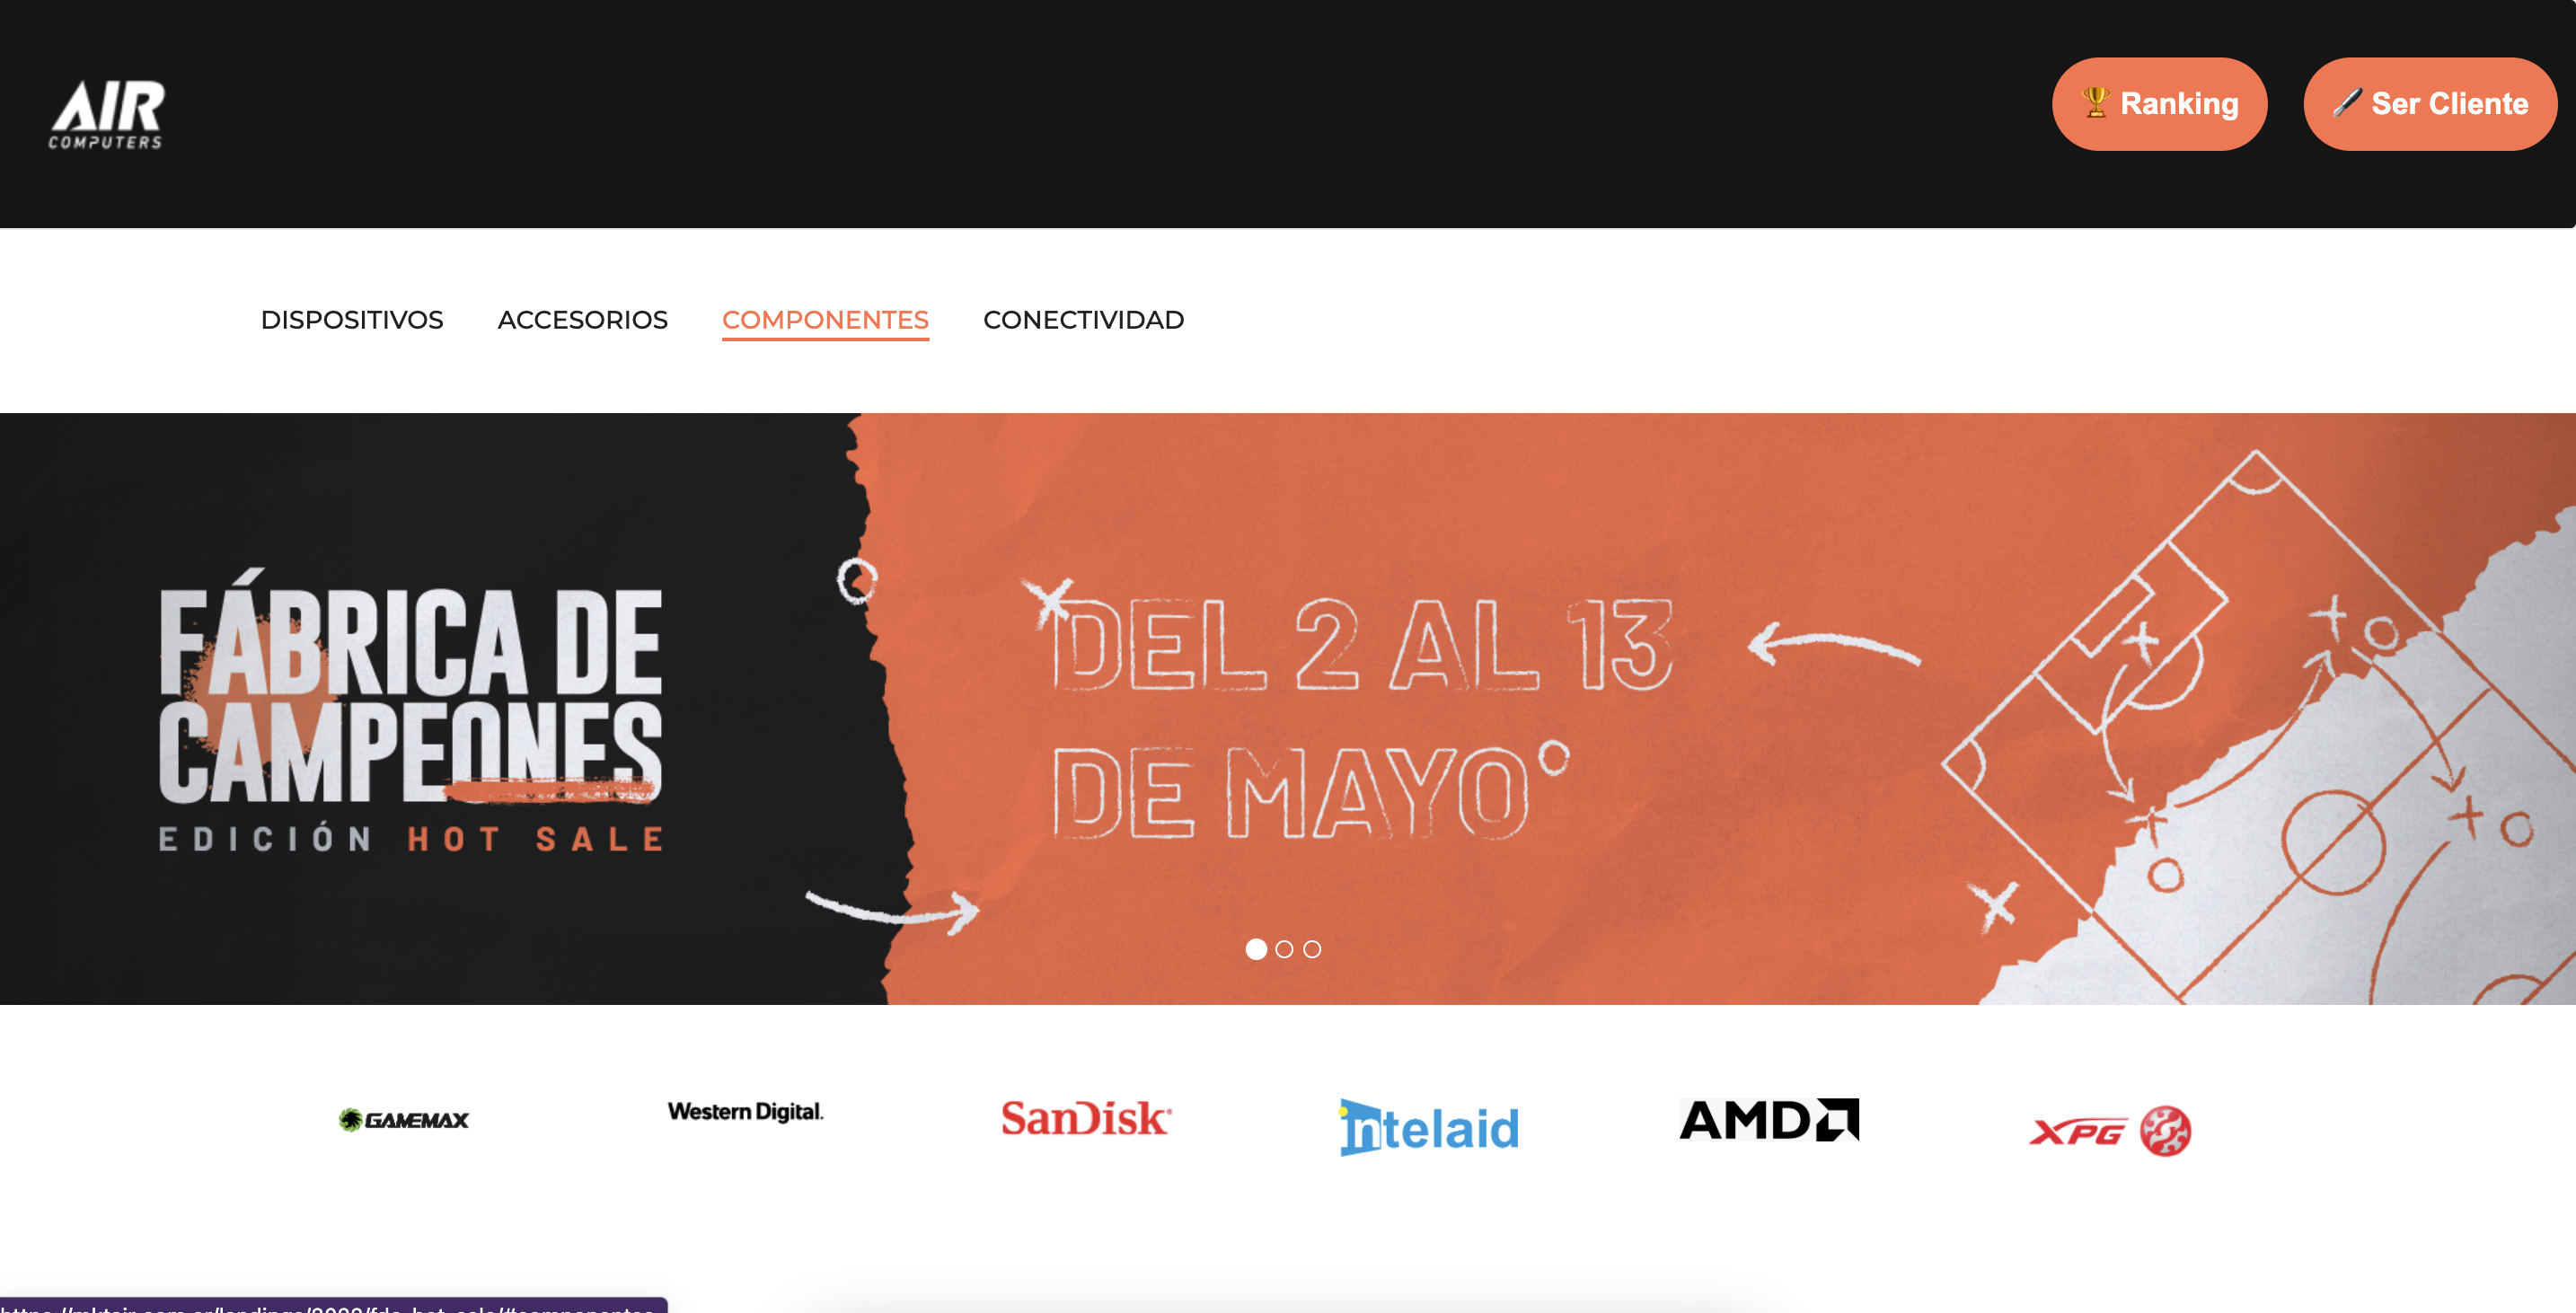 AIR
COMPUTERS
Ranking
Ser Cliente
DISPOSITIVOS ACCESORIOS COMPONENTES CONECTIVIDAD
FÁBRICA DE
CAMPEONES
EDICIÓN HOT SALE
DEL 2 AL 13
DE MAYO°
GAMEMAX
Western Digital.
SanDisk
intelaid
AMD
XPG